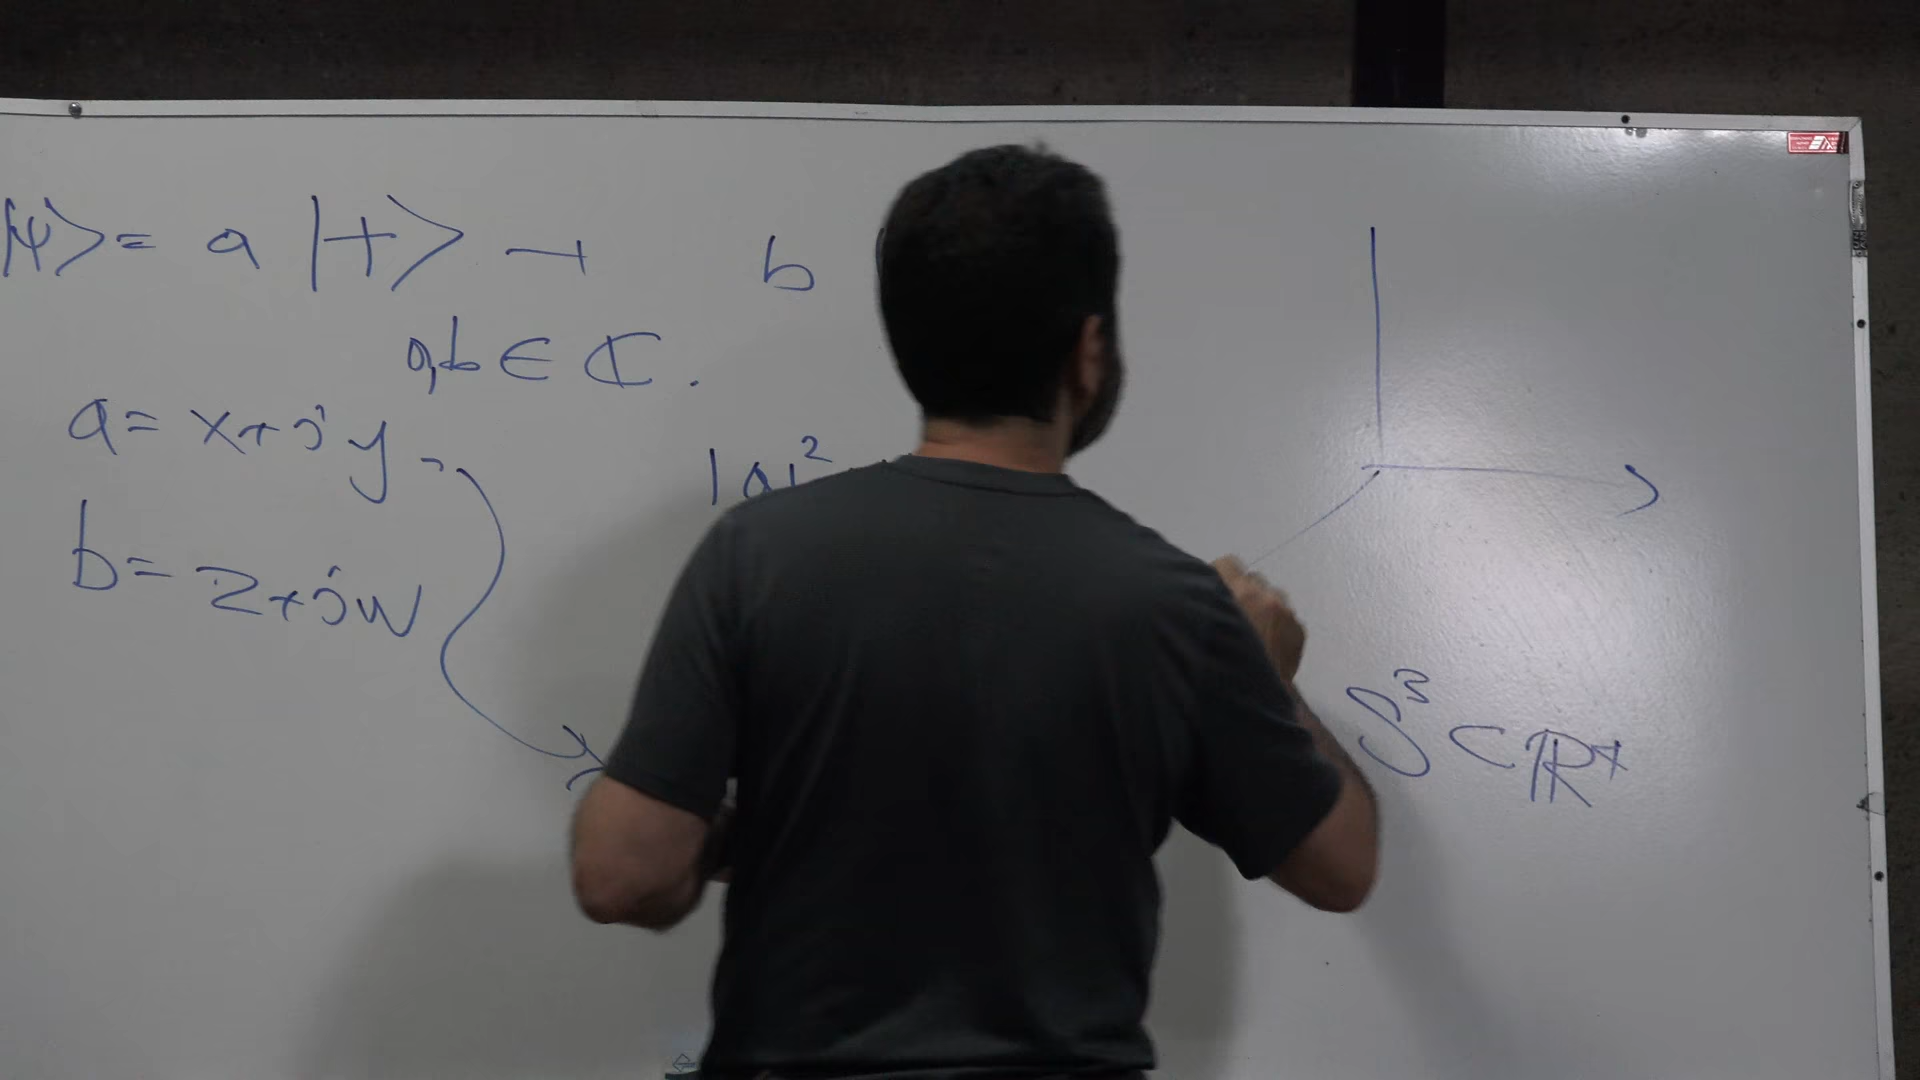 |ψ⟩ = a |+⟩ + b
a,b ∈ ℂ.
a = x + i y
|a|²
b = z + i w
S³ ⊂ ℝ⁴